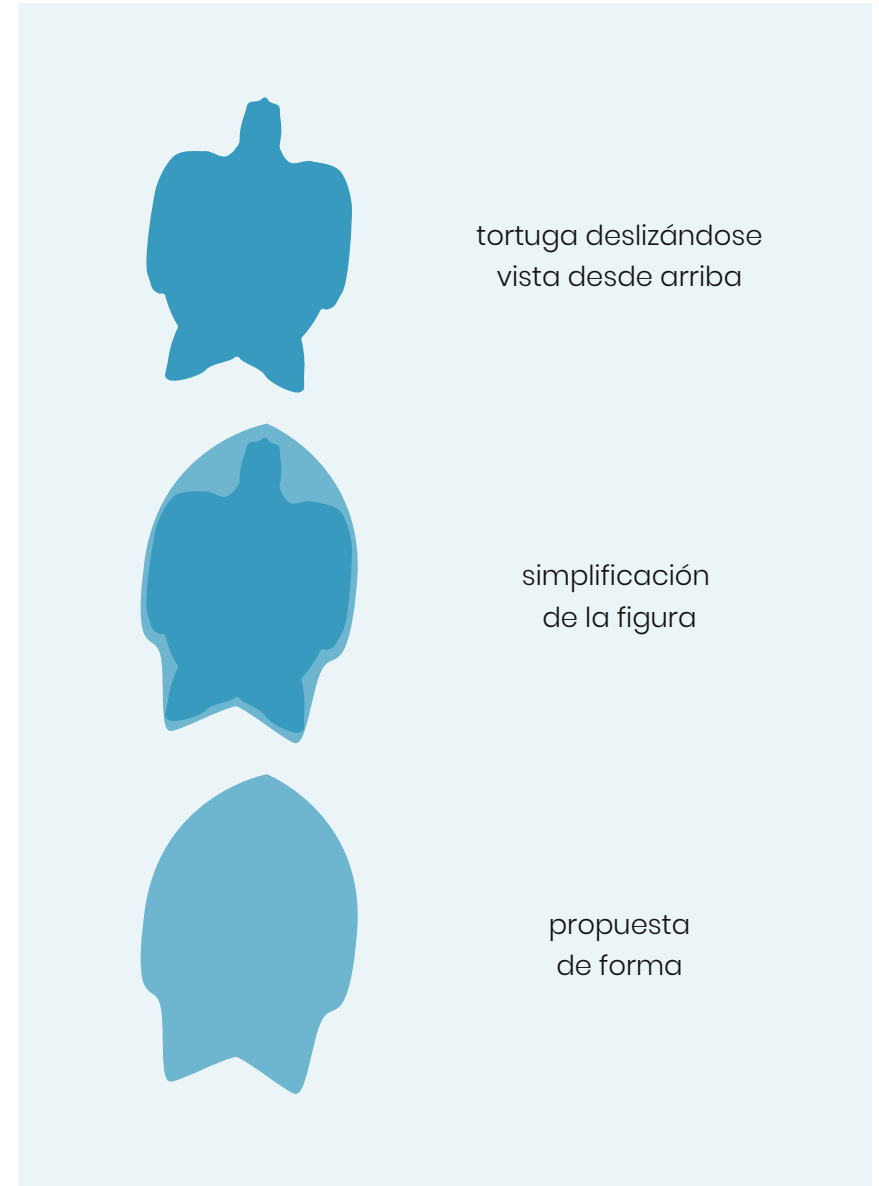 tortuga deslizándose
vista desde arriba
simplificación
de la figura
propuesta
de forma